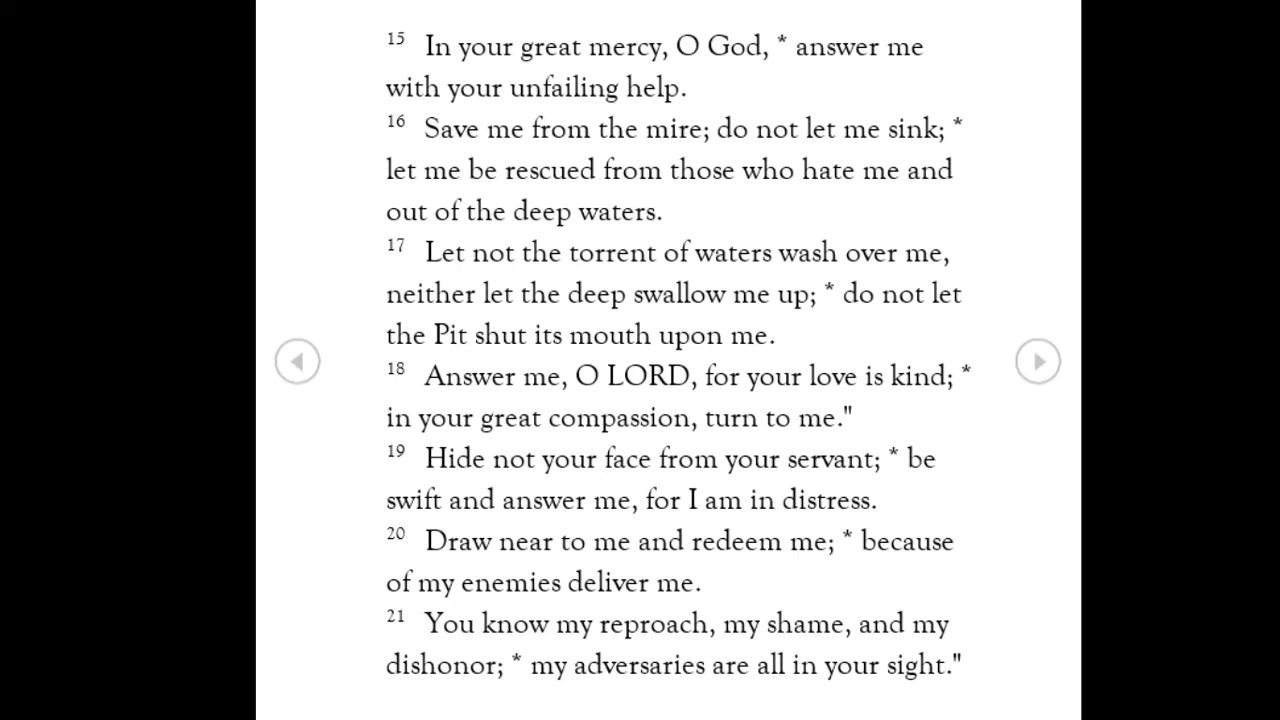 15 In your great mercy, O God, * answer me
with your unfailing help.
16 Save me from the mire; do not let me sink; *
let me be rescued from those who hate me and
out of the deep waters.
17 Let not the torrent of waters wash over me,
neither let the deep swallow me up; * do not let
the Pit shut its mouth upon me.
18 Answer me, O LORD, for your love is kind; *
in your great compassion, turn to me."
19 Hide not your face from your servant; * be
swift and answer me, for I am in distress.
20 Draw near to me and redeem me; * because
of my enemies deliver me.
21 You know my reproach, my shame, and my
dishonor; * my adversaries are all in your sight."